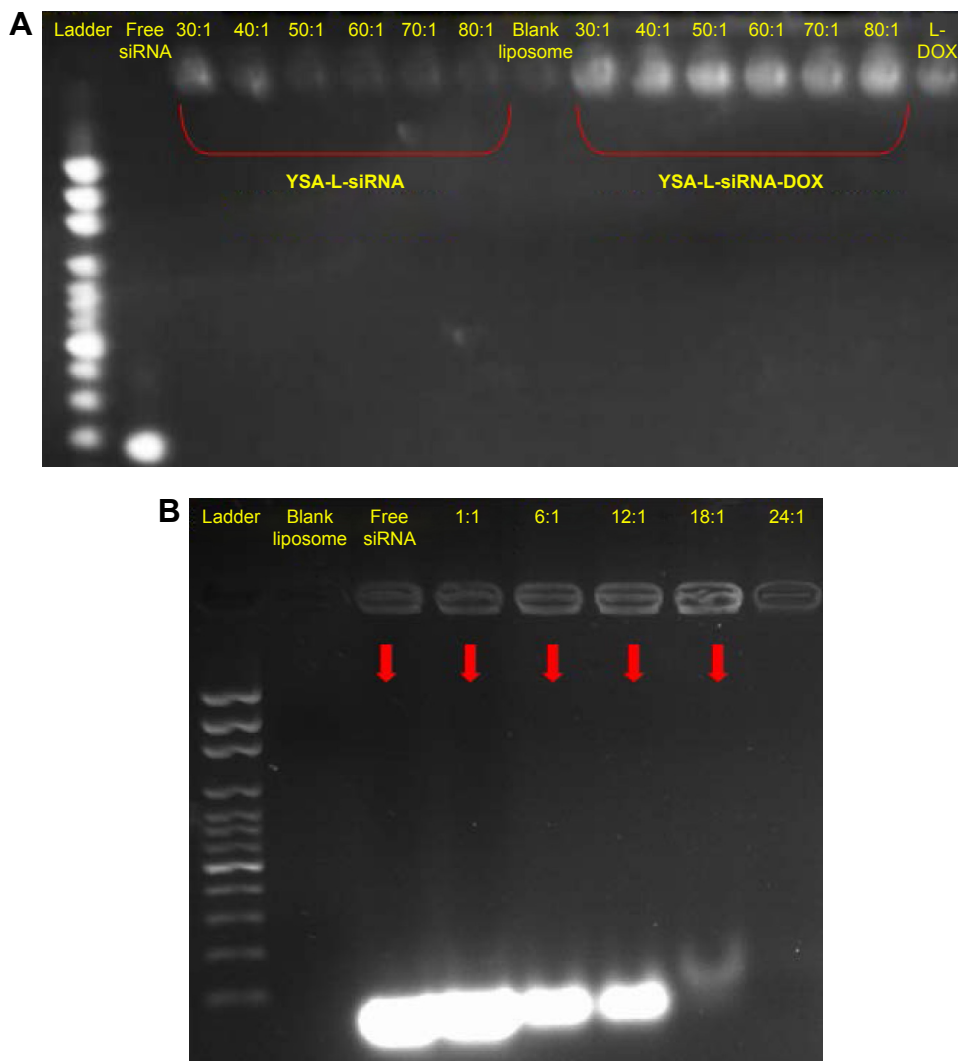 A
Ladder Free siRNA 30:1 40:1 50:1 60:1 70:1 80:1 Blank liposome 30:1 40:1 50:1 60:1 70:1 80:1 L-DOX
YSA-L-siRNA YSA-L-siRNA-DOX
B
Ladder Blank liposome Free siRNA 1:1 6:1 12:1 18:1 24:1